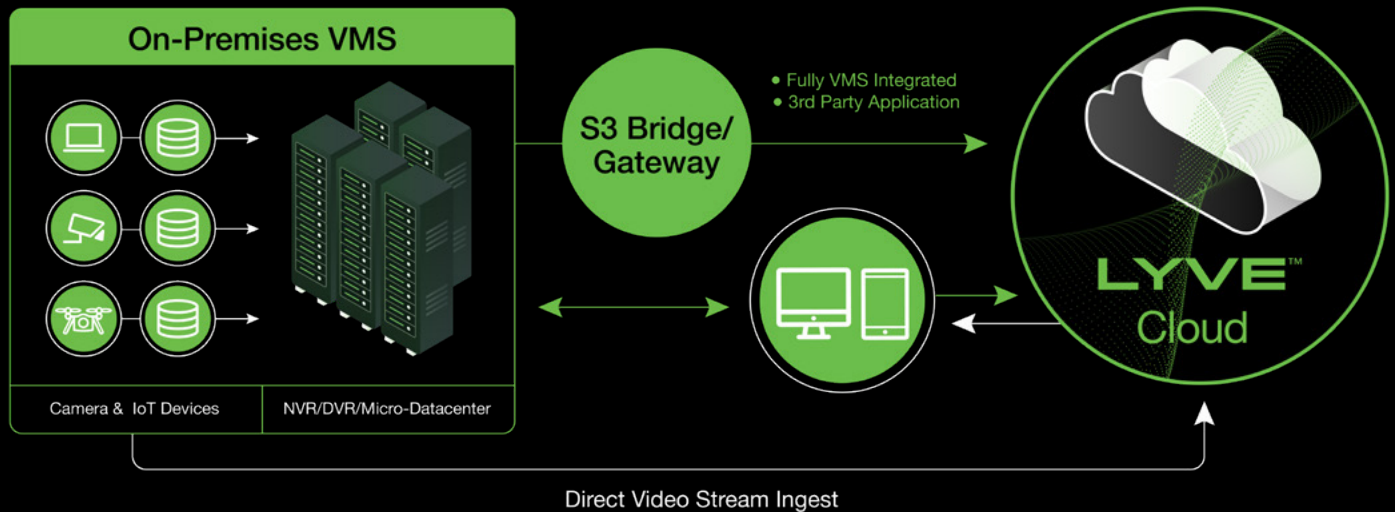 On-Premises VMS
S3 Bridge/
Gateway
• Fully VMS Integrated
• 3rd Party Application
LYVE™
Cloud
Camera & IoT Devices
NVR/DVR/Micro-Datacenter
Direct Video Stream Ingest